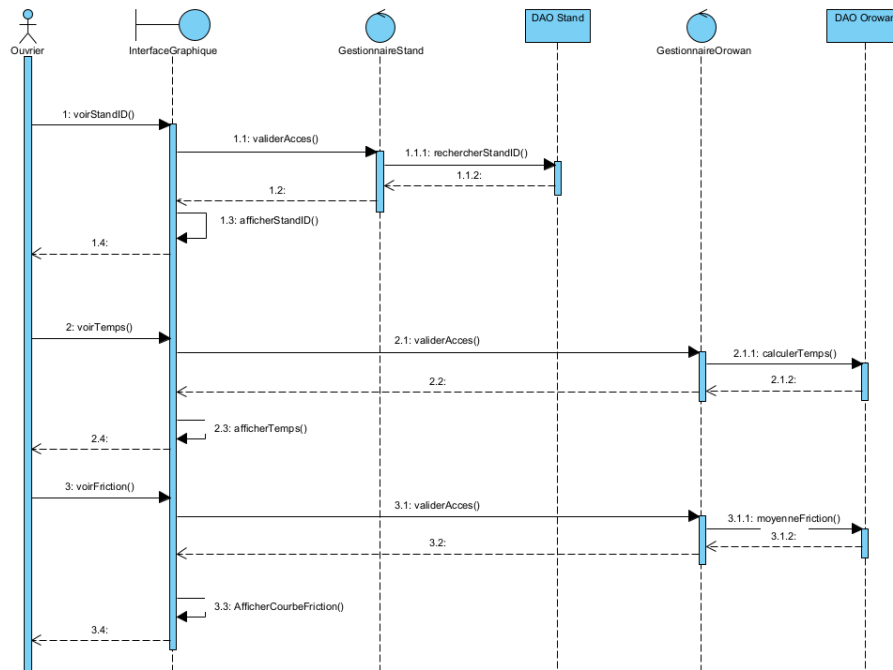 DAO Stand
DAO Orowan
Ouvrier
InterfaceGraphique
GestionnaireStand
GestionnaireOrowan
1: voirStandID()
1.1: validerAcces()
1.1.1: rechercherStandID()
1.1.2:
1.2:
1.3: afficherStandID()
1.4:
2: voirTemps()
2.1: validerAcces()
2.1.1: calculerTemps()
2.1.2:
2.2:
2.3: afficherTemps()
2.4:
3: voirFriction()
3.1: validerAcces()
3.1.1: moyenneFriction()
3.1.2:
3.2:
3.3: AfficherCourbeFriction()
3.4: